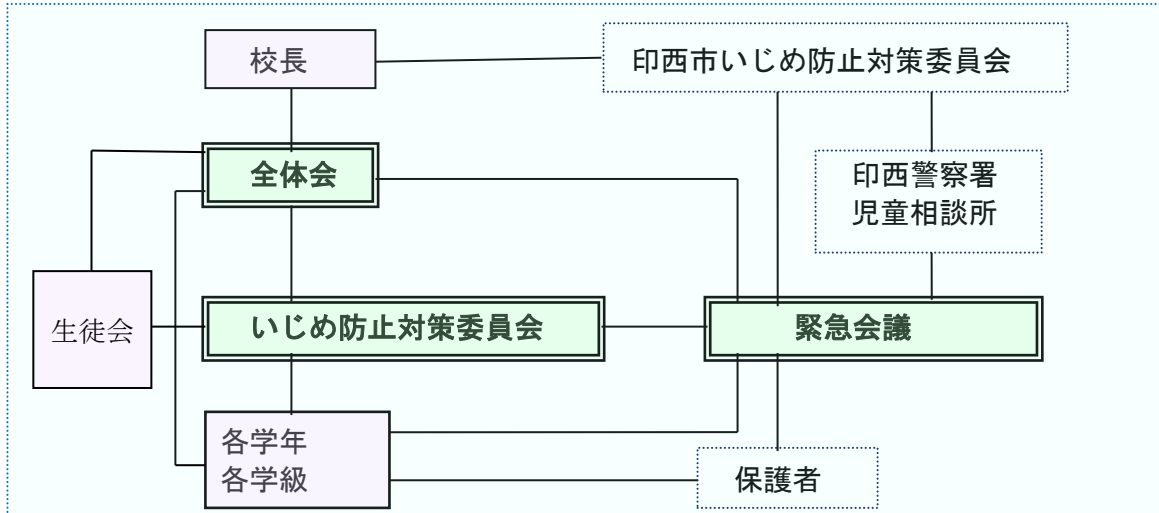 校長
印西市いじめ防止対策委員会
全体会
印西警察署
児童相談所
生徒会
いじめ防止対策委員会
緊急会議
各学年
各学級
保護者